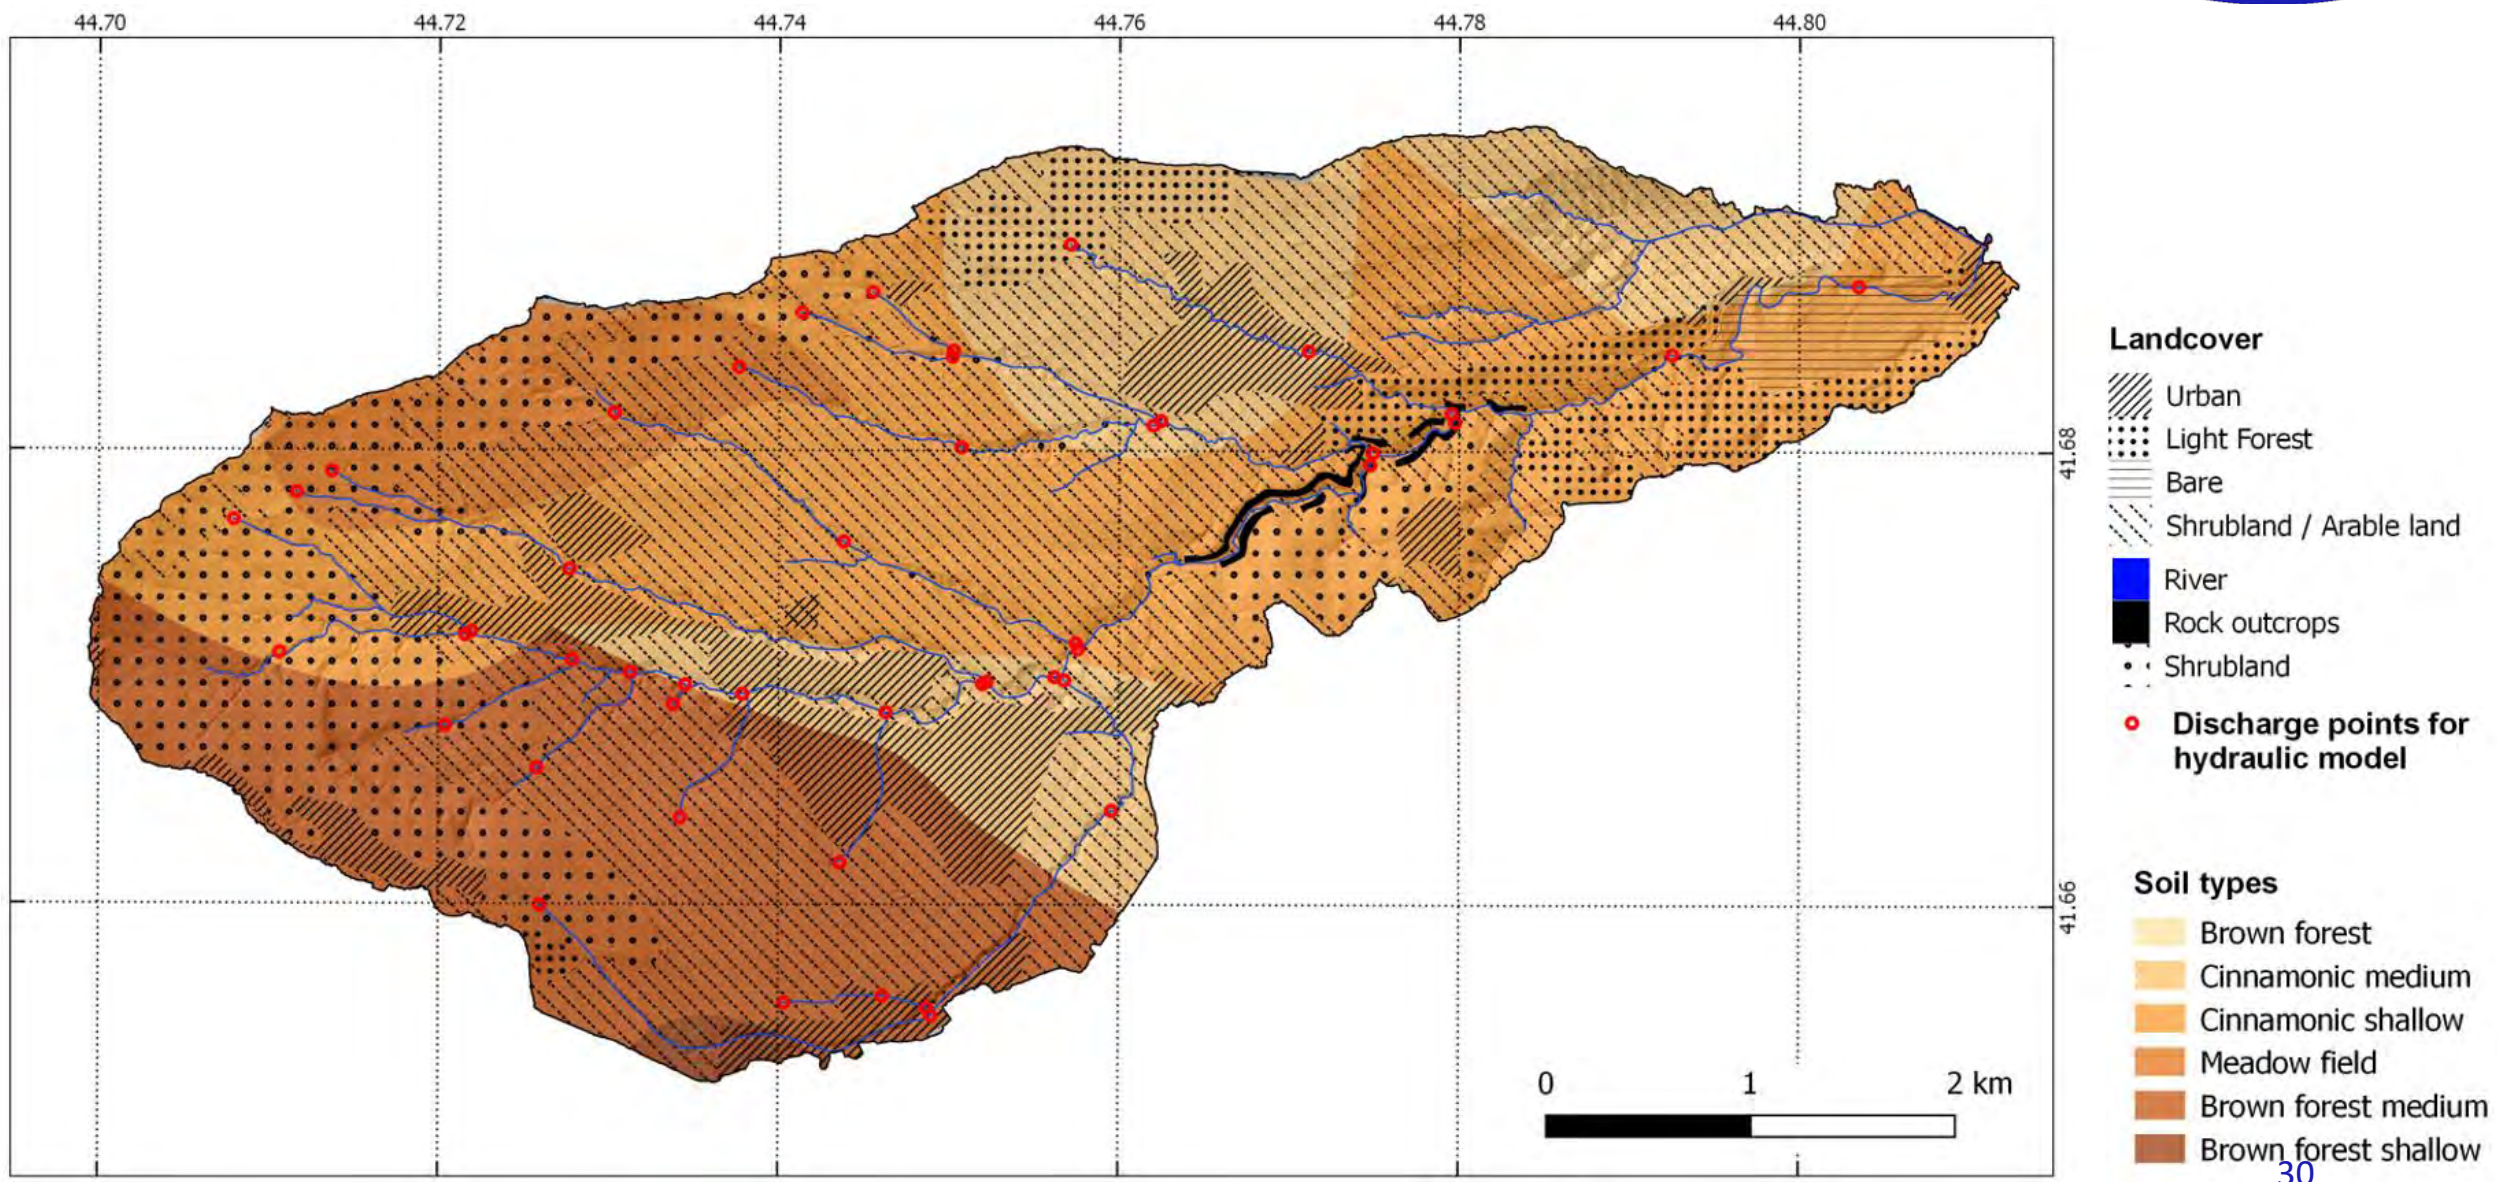 44.70 44.72 44.74 44.76 44.78 44.80
41.68
41.66
0 1 2 km
Landcover
Urban
Light Forest
Bare
Shrubland / Arable land
River
Rock outcrops
Shrubland
Discharge points for
hydraulic model
Soil types
Brown forest
Cinnamonic medium
Cinnamonic shallow
Meadow field
Brown forest medium
Brown forest shallow
30